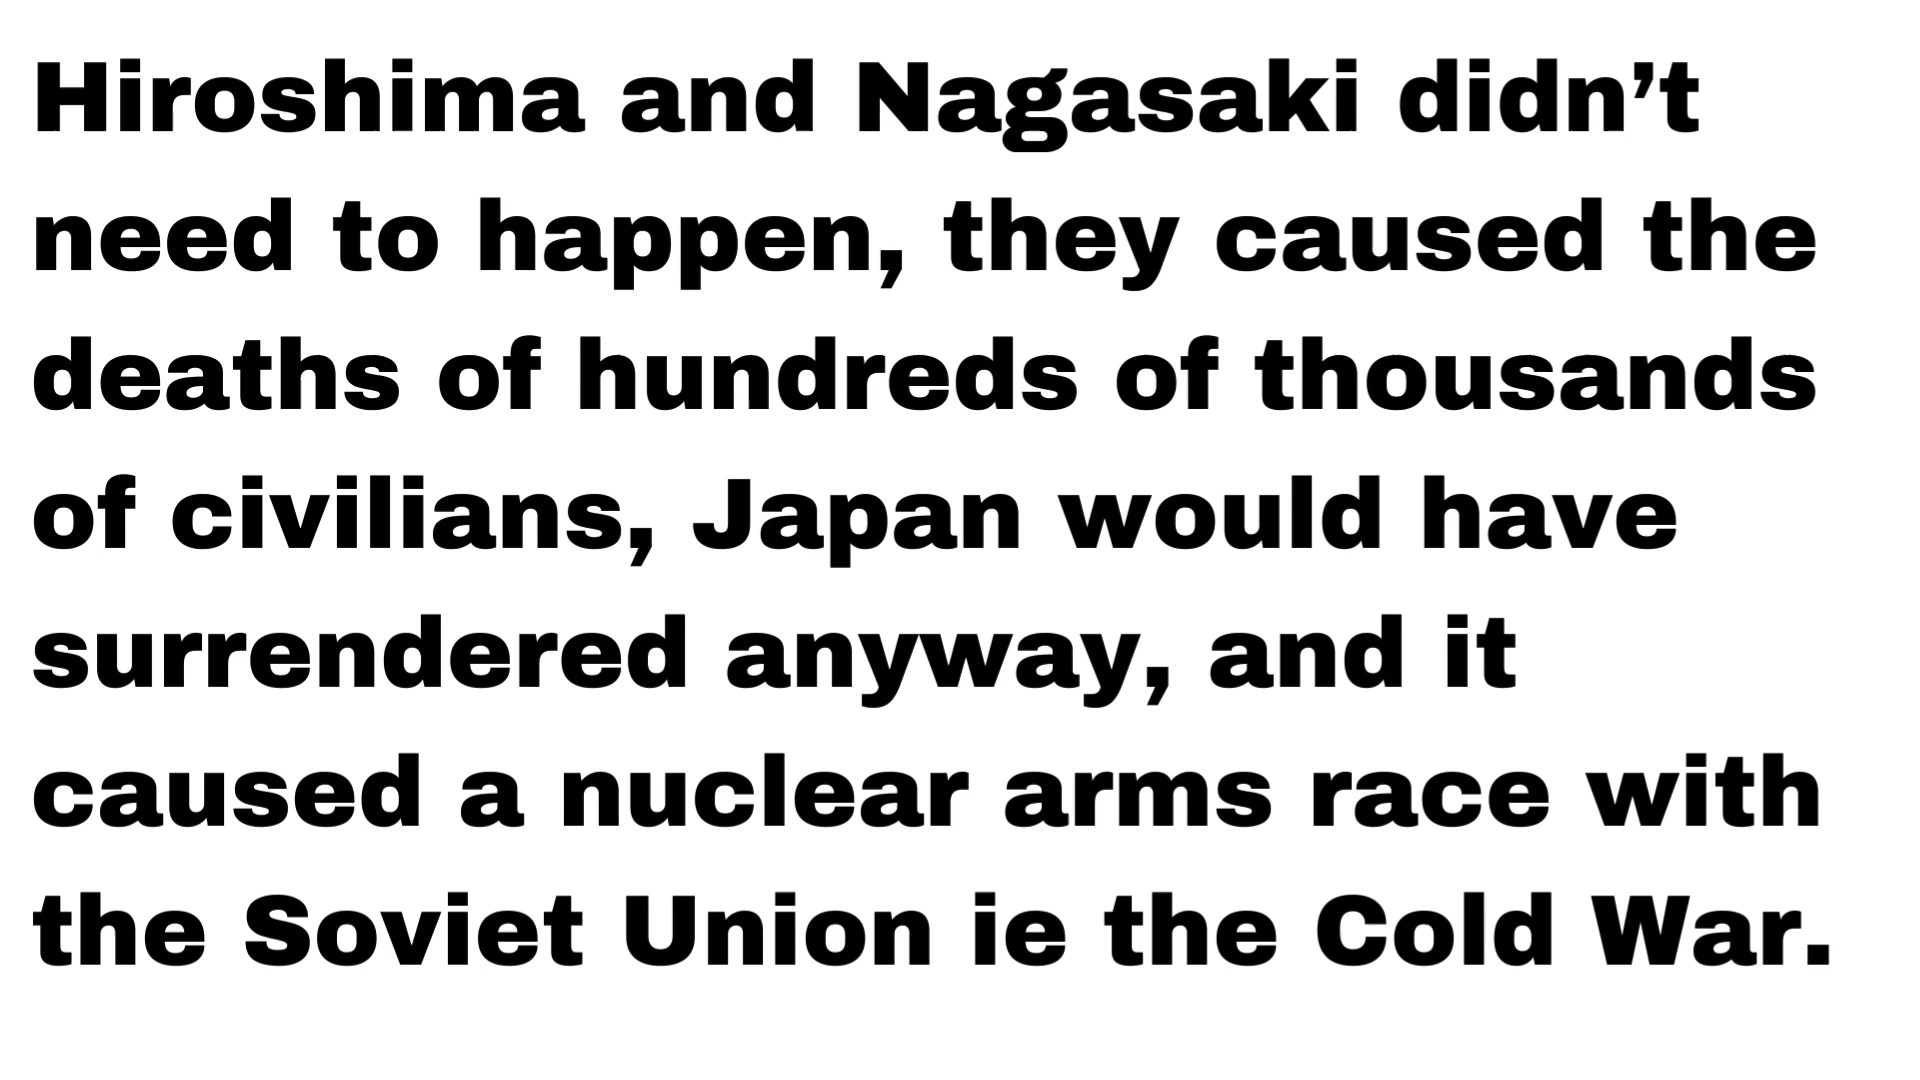 Hiroshima and Nagasaki didn’t
need to happen, they caused the
deaths of hundreds of thousands
of civilians, Japan would have
surrendered anyway, and it
caused a nuclear arms race with
the Soviet Union ie the Cold War.